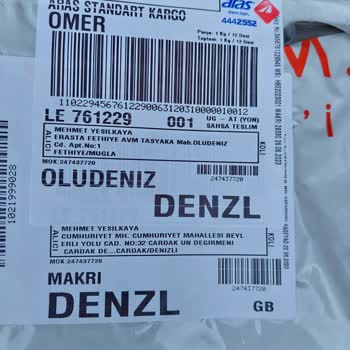 ARAS STANDART KARGO
OMER
aras
4442552
Parça: 1 Kg / 12 Desi
Toplam: 1 Kg / 12 Desi
11022945676122900631203100000 10012
LE 761229 001 UG - AT (YON)
SAHSA TESLIM
ALICI
MEHMET YESILKAYA
ERASTA FETHIYE AVM TASYAKA Mah.OLUDENIZ
Cd. Apt.No:1
FETHIYE/MUGLA
KOLI
MOK:247437720
247437720
OLUDENIZ
DENZL
ALICI
MEHMET YESILKAYA
CUMHURIYET MH. CUMHURIYET MAHALLESI BEYL
ERLI YOLU CAD. NO:32 CARDAK UN DEGIRMENI
CARDAK DE...CARDAK/DENIZLI
KOLI
MOK:247437720
247437720
MAKRI
DENZL
GB
1021999028